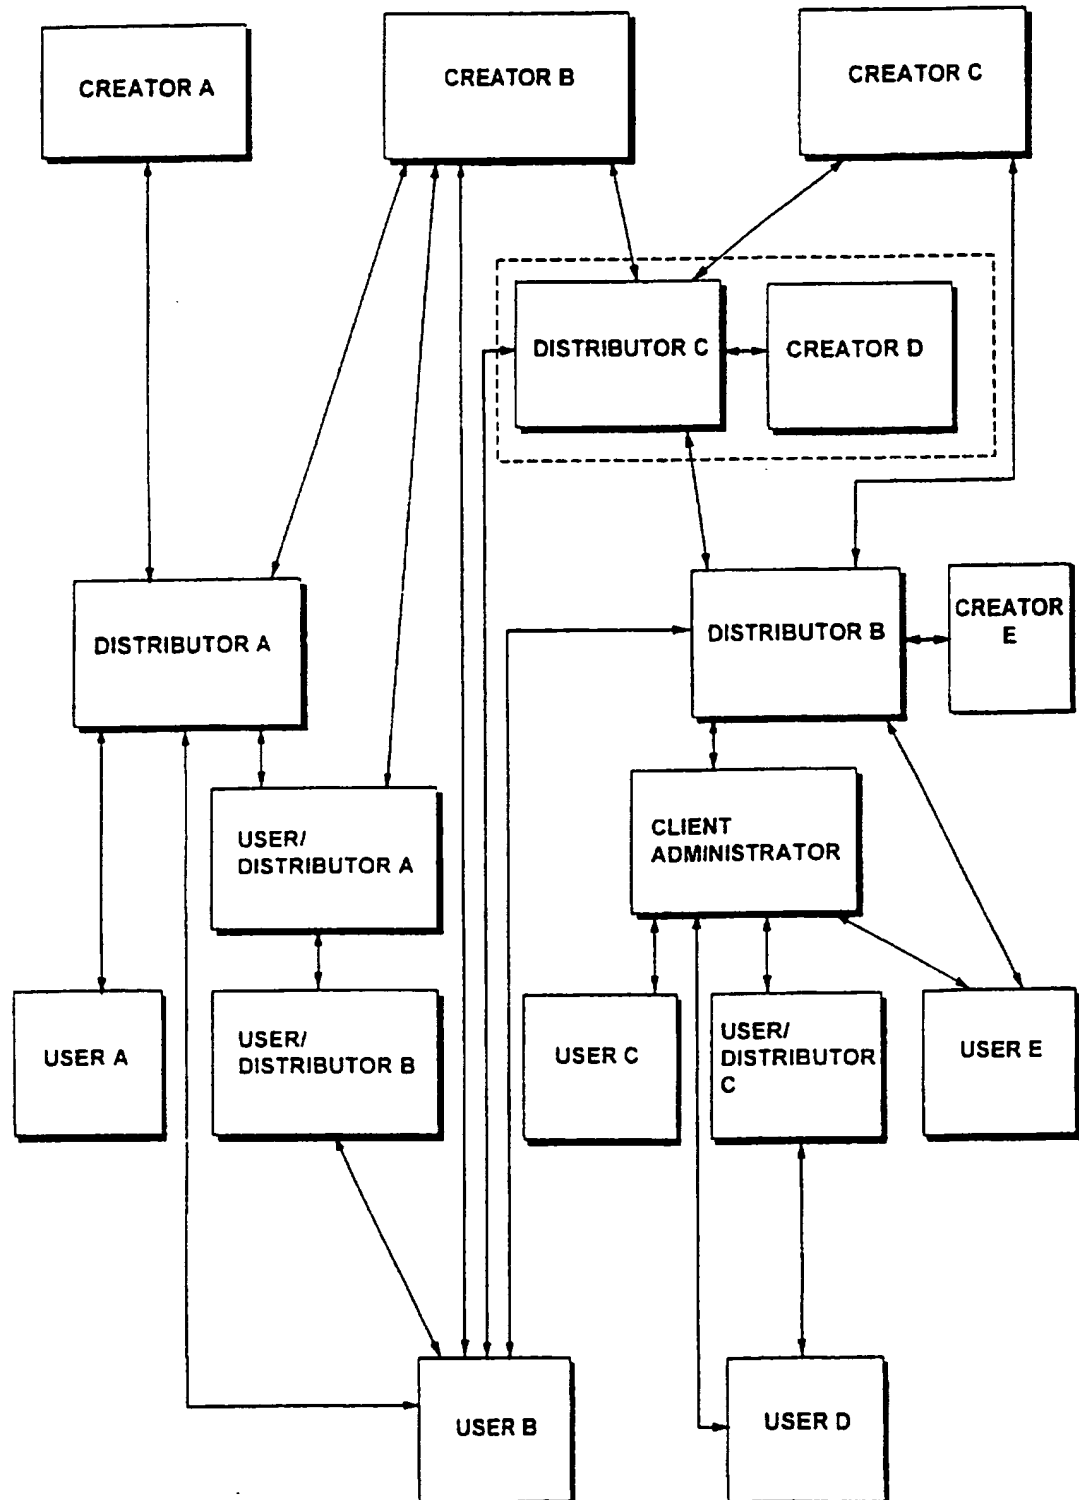 CREATOR A
CREATOR B
CREATOR C
DISTRIBUTOR C
CREATOR D
DISTRIBUTOR A
DISTRIBUTOR B
CREATOR
E
USER/
DISTRIBUTOR A
CLIENT
ADMINISTRATOR
USER A
USER/
DISTRIBUTOR B
USER C
USER/
DISTRIBUTOR
C
USER E
USER B
USER D